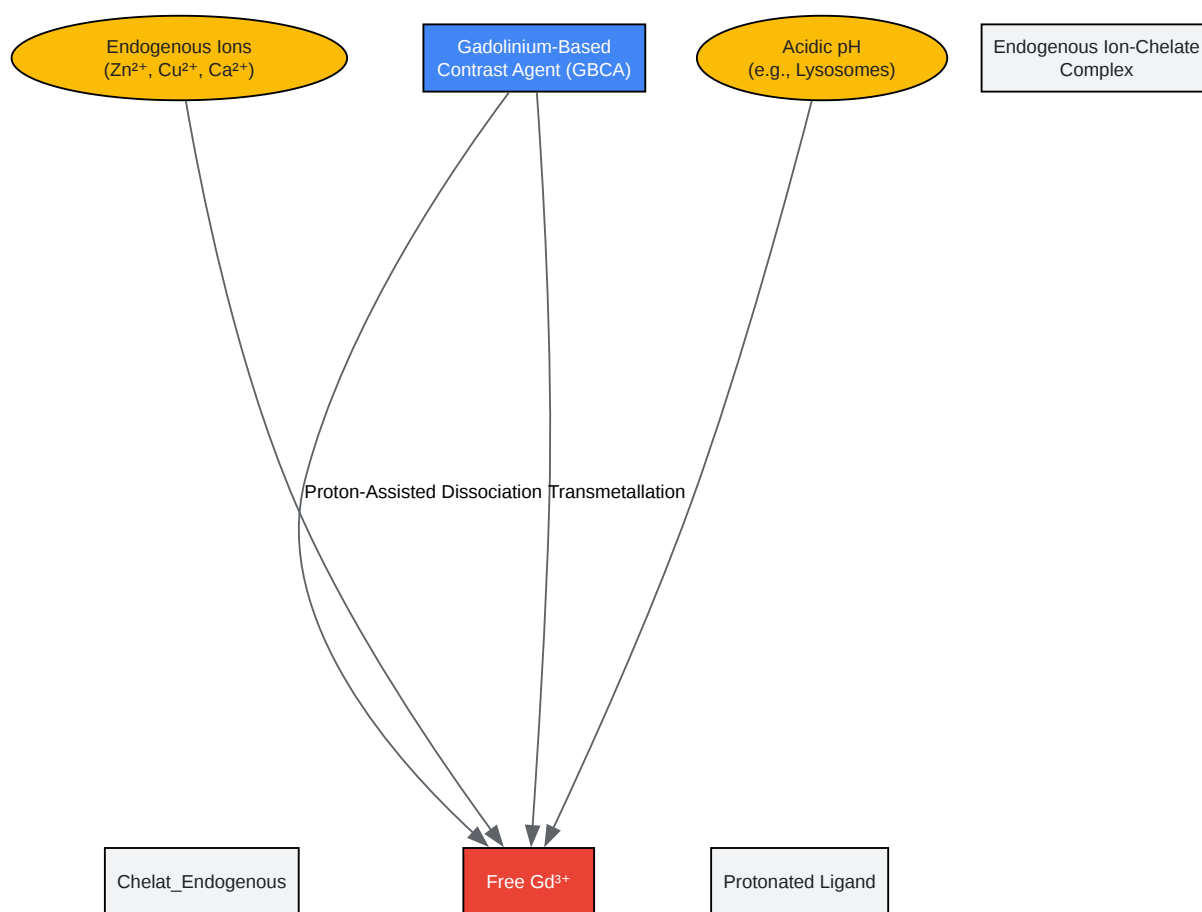 Endogenous Ions
(Zn²⁺, Cu²⁺, Ca²⁺)
Gadolinium-Based
Contrast Agent (GBCA)
Acidic pH
(e.g., Lysosomes)
Endogenous Ion-Chelate
Complex
Proton-Assisted Dissociation
Transmetallation
Chelat_Endogenous
Free Gd³⁺
Protonated Ligand